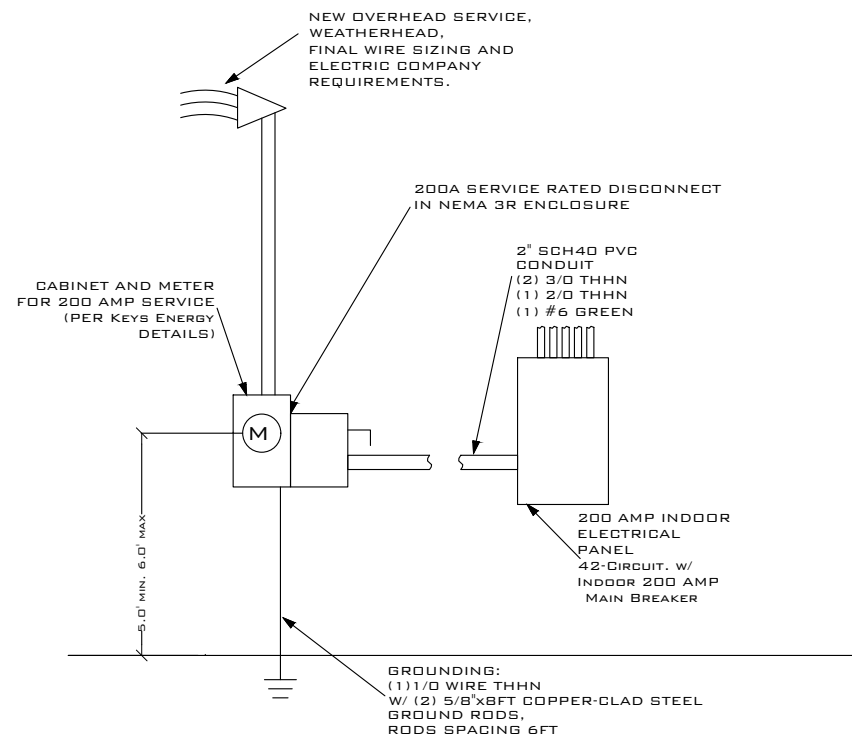 NEW OVERHEAD SERVICE,
WEATHERHEAD,
FINAL WIRE SIZING AND
ELECTRIC COMPANY
REQUIREMENTS.
200A SERVICE RATED DISCONNECT
IN NEMA 3R ENCLOSURE
2" SCH40 PVC
CONDUIT
(2) 3/0 THHN
(1) 2/0 THHN
(1) #6 GREEN
CABINET AND METER
FOR 200 AMP SERVICE
(PER KEYS ENERGY
DETAILS)
M
5.0' MIN. 6.0' MAX
200 AMP INDOOR
ELECTRICAL
PANEL
42-CIRCUIT. W/
INDOOR 200 AMP
MAIN BREAKER
GROUNDING:
(1)1/0 WIRE THHN
W/ (2) 5/8"X8FT COPPER-CLAD STEEL
GROUND RODS,
RODS SPACING 6FT